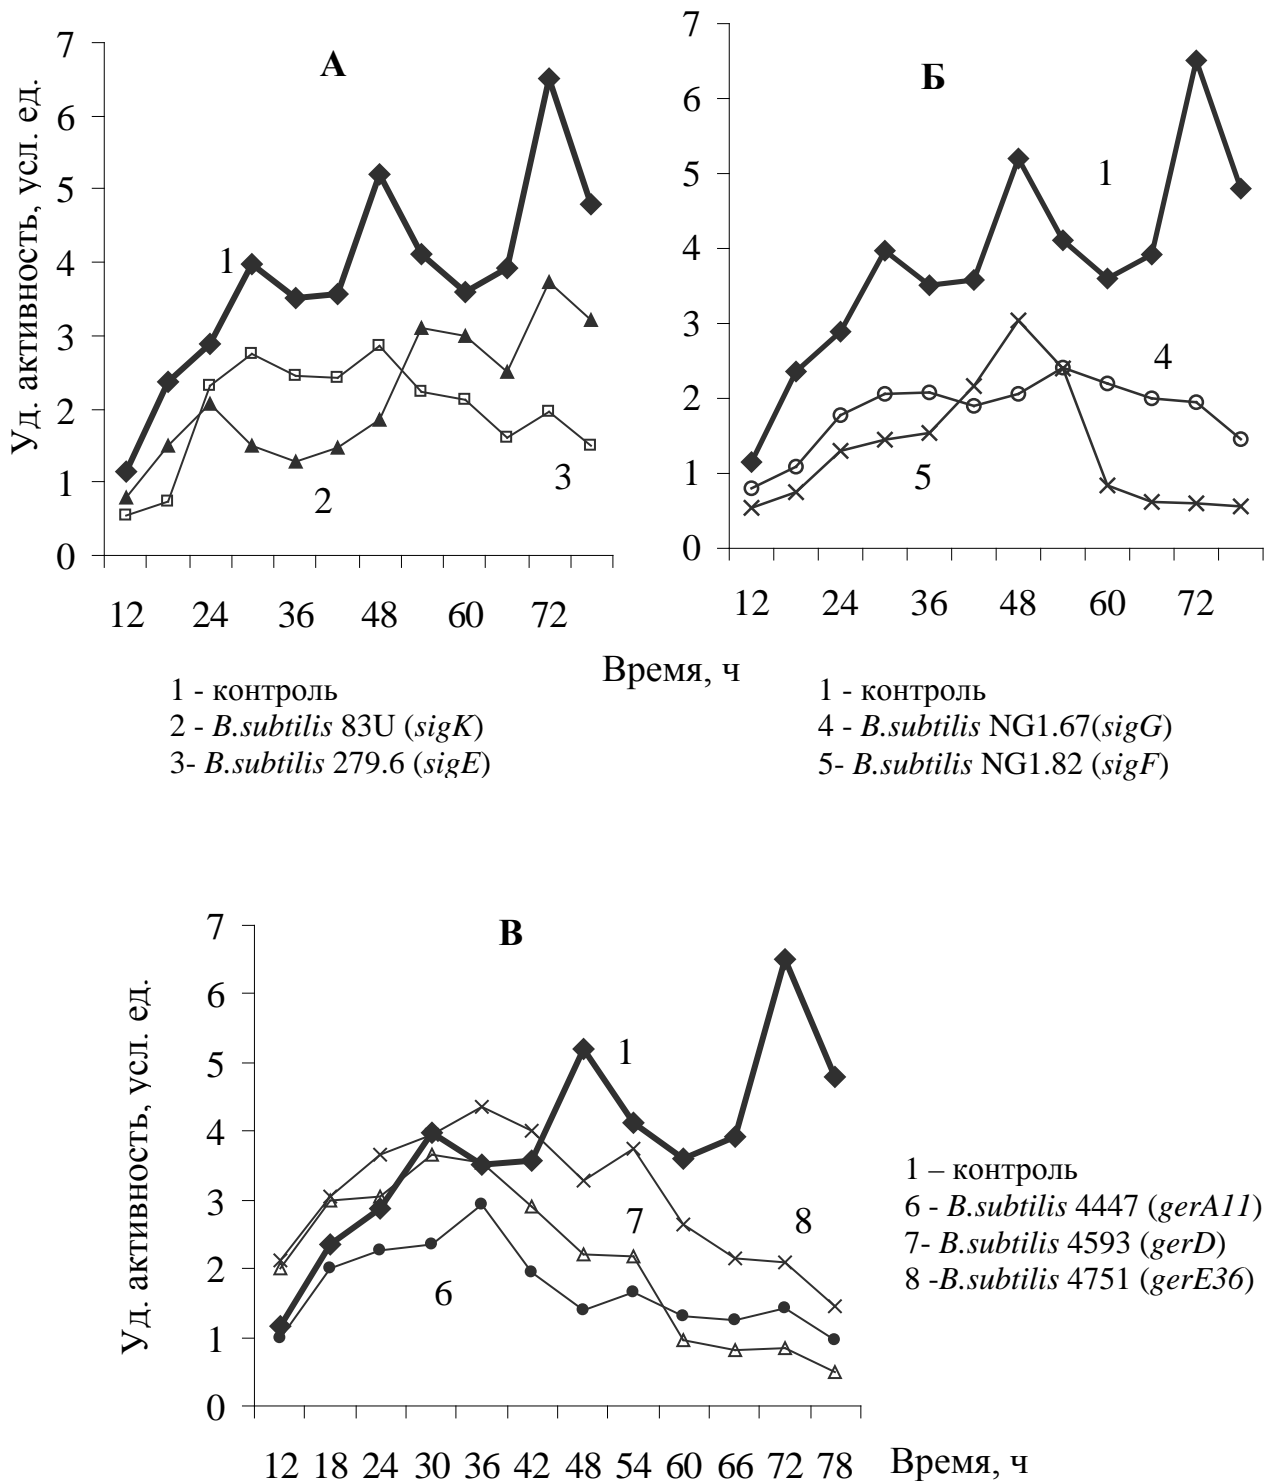 А
Уд. активность, усл. ед.
7
6
5
4
3
2
1
0
1
2
3
12 24 36 48 60 72
Б
7
6
5
4
3
2
1
0
1
4
5
12 24 36 48 60 72
Время, ч
1 - контроль
2 - B.subtilis 83U (sigK)
3- B.subtilis 279.6 (sigE)
1 - контроль
4 - B.subtilis NG1.67(sigG)
5- B.subtilis NG1.82 (sigF)
В
Уд. активность, усл. ед.
7
6
5
4
3
2
1
0
1
7
8
6
12 18 24 30 36 42 48 54 60 66 72 78 Время, ч
1 – контроль
6 - B.subtilis 4447 (gerA11)
7- B.subtilis 4593 (gerD)
8 -B.subtilis 4751 (gerE36)